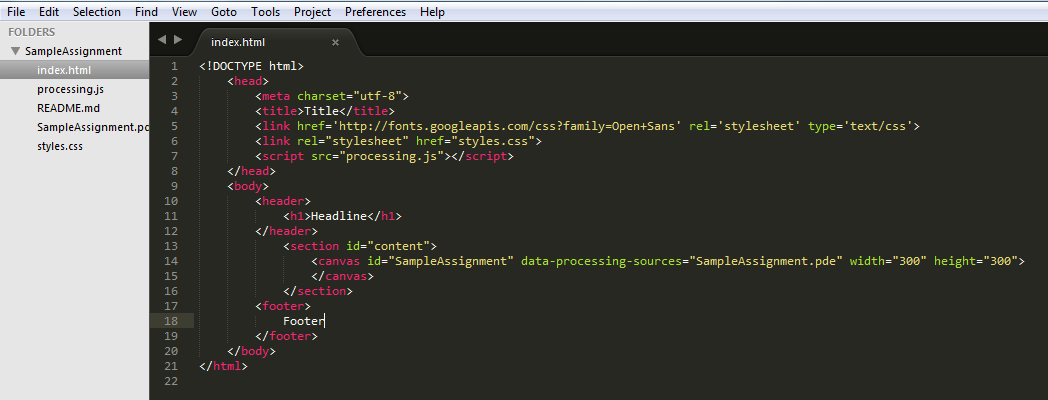 File Edit Selection Find View Goto Tools Project Preferences Help
FOLDERS
SampleAssignment
index.html
processing.js
README.md
SampleAssignment.pc
styles.css
index.html ×
1 <!DOCTYPE html>
2 <head>
3 <meta charset="utf-8">
4 <title>Title</title>
5 <link href='http://fonts.googleapis.com/css?family=Open+Sans' rel='stylesheet' type='text/css'>
6 <link rel="stylesheet" href="styles.css">
7 <script src="processing.js"></script>
8 </head>
9 <body>
10 <header>
11 <h1>Headline</h1>
12 </header>
13 <section id="content">
14 <canvas id="SampleAssignment" data-processing-sources="SampleAssignment.pde" width="300" height="300">
15 </canvas>
16 </section>
17 <footer>
18 Footer
19 </footer>
20 </body>
21 </html>
22